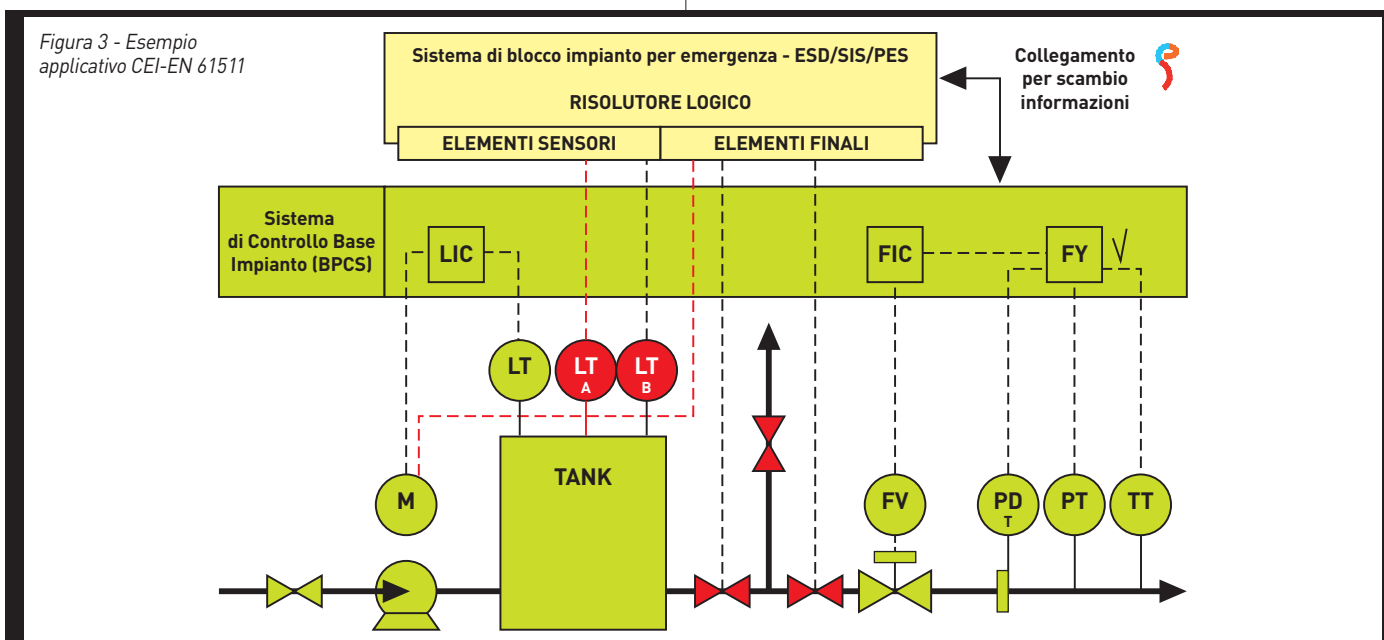 Figura 3 - Esempio
applicativo CEI-EN 61511
Sistema di blocco impianto per emergenza - ESD/SIS/PES
RISOLUTORE LOGICO
ELEMENTI SENSORI
ELEMENTI FINALI
Collegamento
per scambio
informazioni
Sistema
di Controllo Base
Impianto (BPCS)
LIC
FIC
FY
√
LT
LT
A
LT
B
M
TANK
FV
PD
T
PT
TT